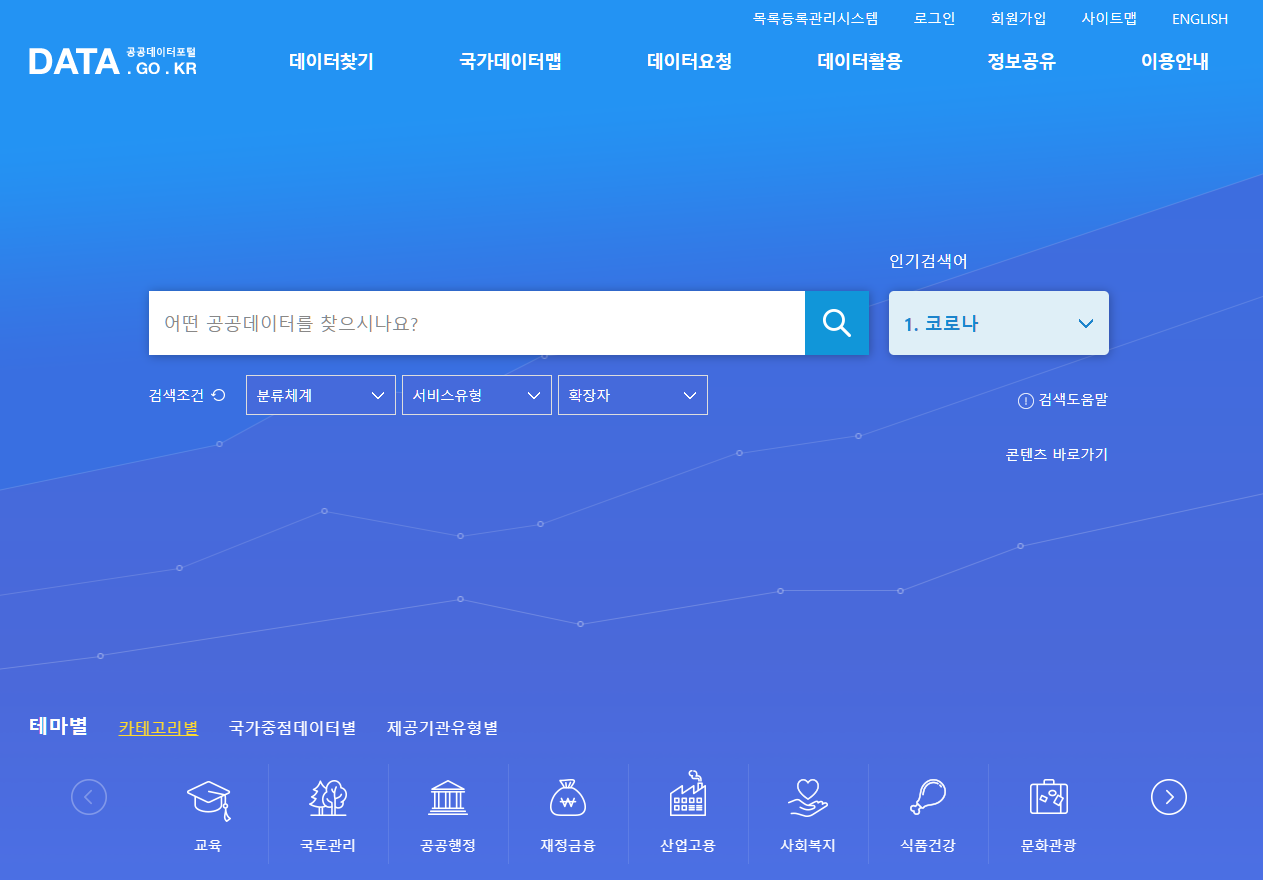 목록등록관리시스템 로그인 회원가입 사이트맵 ENGLISH
DATA 공공데이터포털 . GO . KR
데이터찾기 국가데이터맵 데이터요청 데이터활용 정보공유 이용안내
인기검색어
어떤 공공데이터를 찾으시나요?
1. 코로나
검색조건 분류체계 서비스유형 확장자
검색도움말
콘텐츠 바로가기
테마별 카테고리별 국가중점데이터별 제공기관유형별
교육 국토관리 공공행정 재정금융 산업고용 사회복지 식품건강 문화관광